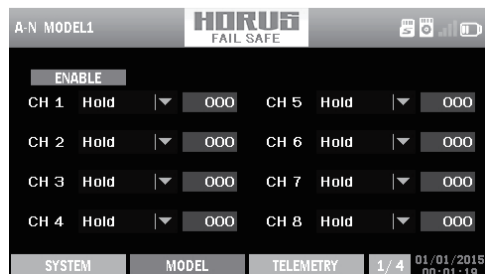 A-N MODEL1 HORUS
FAIL SAFE
ENABLE
CH 1 Hold 000 CH 5 Hold 000
CH 2 Hold 000 CH 6 Hold 000
CH 3 Hold 000 CH 7 Hold 000
CH 4 Hold 000 CH 8 Hold 000
SYSTEM MODEL TELEMETRY 1/4 01/01/2015
00:01:19